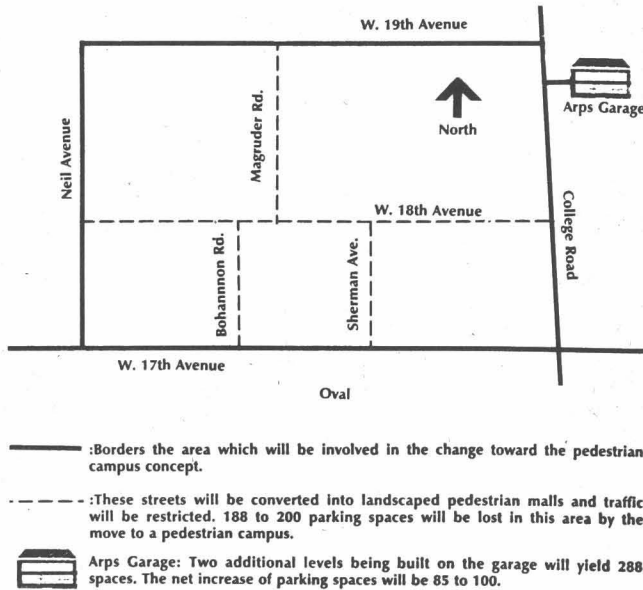 W. 19th Avenue
Arps Garage
North
Magruder Rd.
Neil Avenue
W. 18th Avenue
College Road
Bohannnon Rd.
Sherman Ave.
W. 17th Avenue
Oval
:Borders the area which will be involved in the change toward the pedestrian
campus concept.
:These streets will be converted into landscaped pedestrian malls and traffic
will be restricted. 188 to 200 parking spaces will be lost in this area by the
move to a pedestrian campus.
Arps Garage: Two additional levels being built on the garage will yield 288
spaces. The net increase of parking spaces will be 85 to 100.